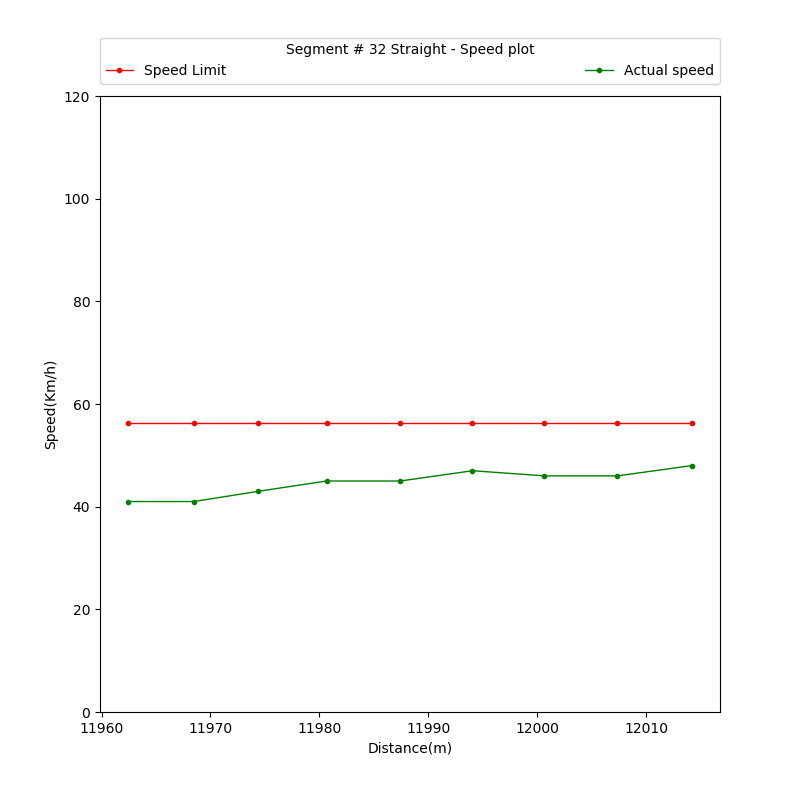 Segment # 32 Straight - Speed plot
Speed Limit
Actual speed
120
100
80
60
40
20
0
Speed(Km/h)
11960 11970 11980 11990 12000 12010
Distance(m)